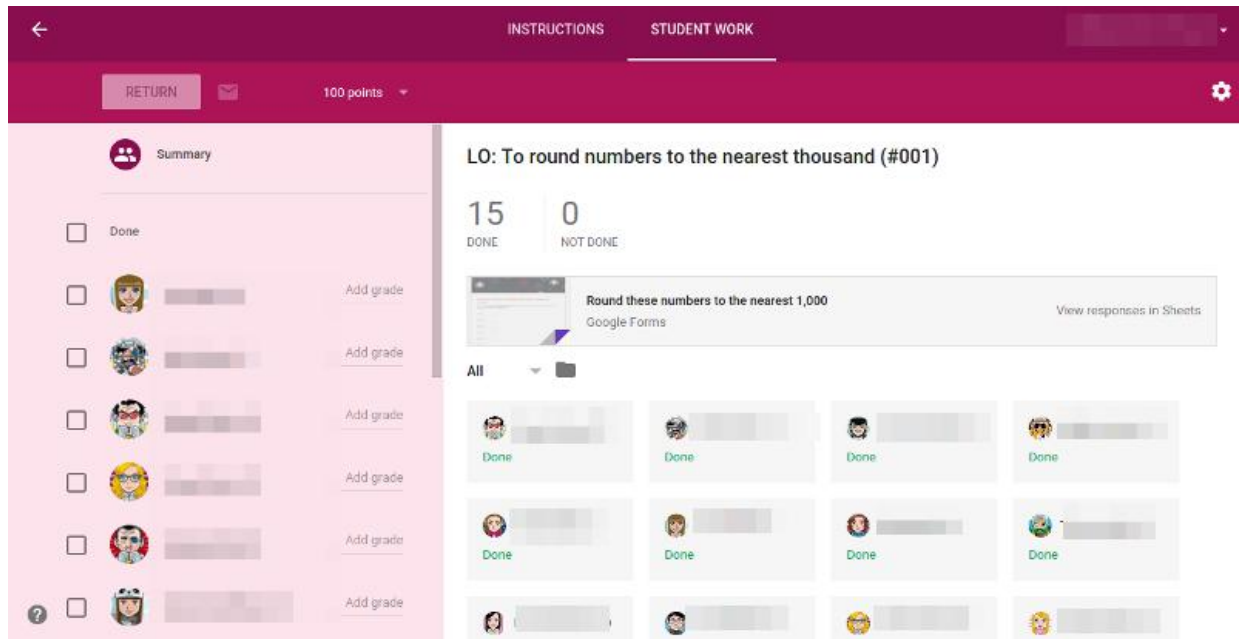 INSTRUCTIONS STUDENT WORK
RETURN 100 points
Summary
Done
Add grade
Add grade
Add grade
Add grade
Add grade
Add grade
?
LO: To round numbers to the nearest thousand (#001)
15 0
DONE NOT DONE
Round these numbers to the nearest 1,000
Google Forms
View responses in Sheets
All
Done Done Done Done
Done Done Done Done